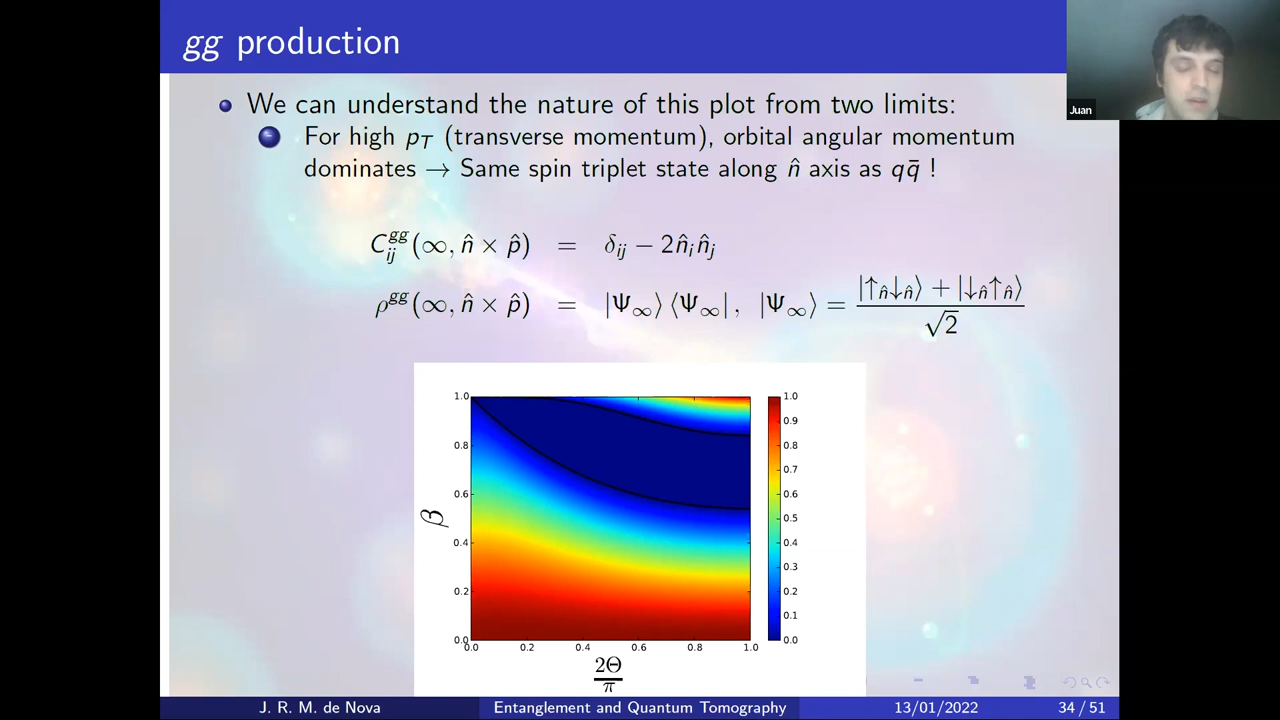 gg production
Juan
We can understand the nature of this plot from two limits:
For high p_T (transverse momentum), orbital angular momentum
dominates → Same spin triplet state along n̂ axis as qq̄ !
C_{ij}^{gg}(∞, n̂ × p̂) = δ_{ij} − 2n̂_i n̂_j
ρ^{gg}(∞, n̂ × p̂) = |Ψ_∞⟩ ⟨Ψ_∞| , |Ψ_∞⟩ = (|↑_n̂↓_n̂⟩ + |↓_n̂↑_n̂⟩)/√2
1.0
0.8
0.6
0.4
0.2
0.0
β
0.0 0.2 0.4 0.6 0.8 1.0
2Θ
π
1.0
0.9
0.8
0.7
0.6
0.5
0.4
0.3
0.2
0.1
0.0
J. R. M. de Nova Entanglement and Quantum Tomography 13/01/2022 34 / 51